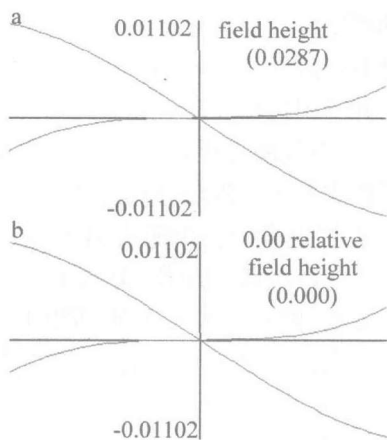 a
0.01102
field height
(0.0287)
-0.01102
b
0.01102
0.00 relative
field height
(0.000)
-0.01102